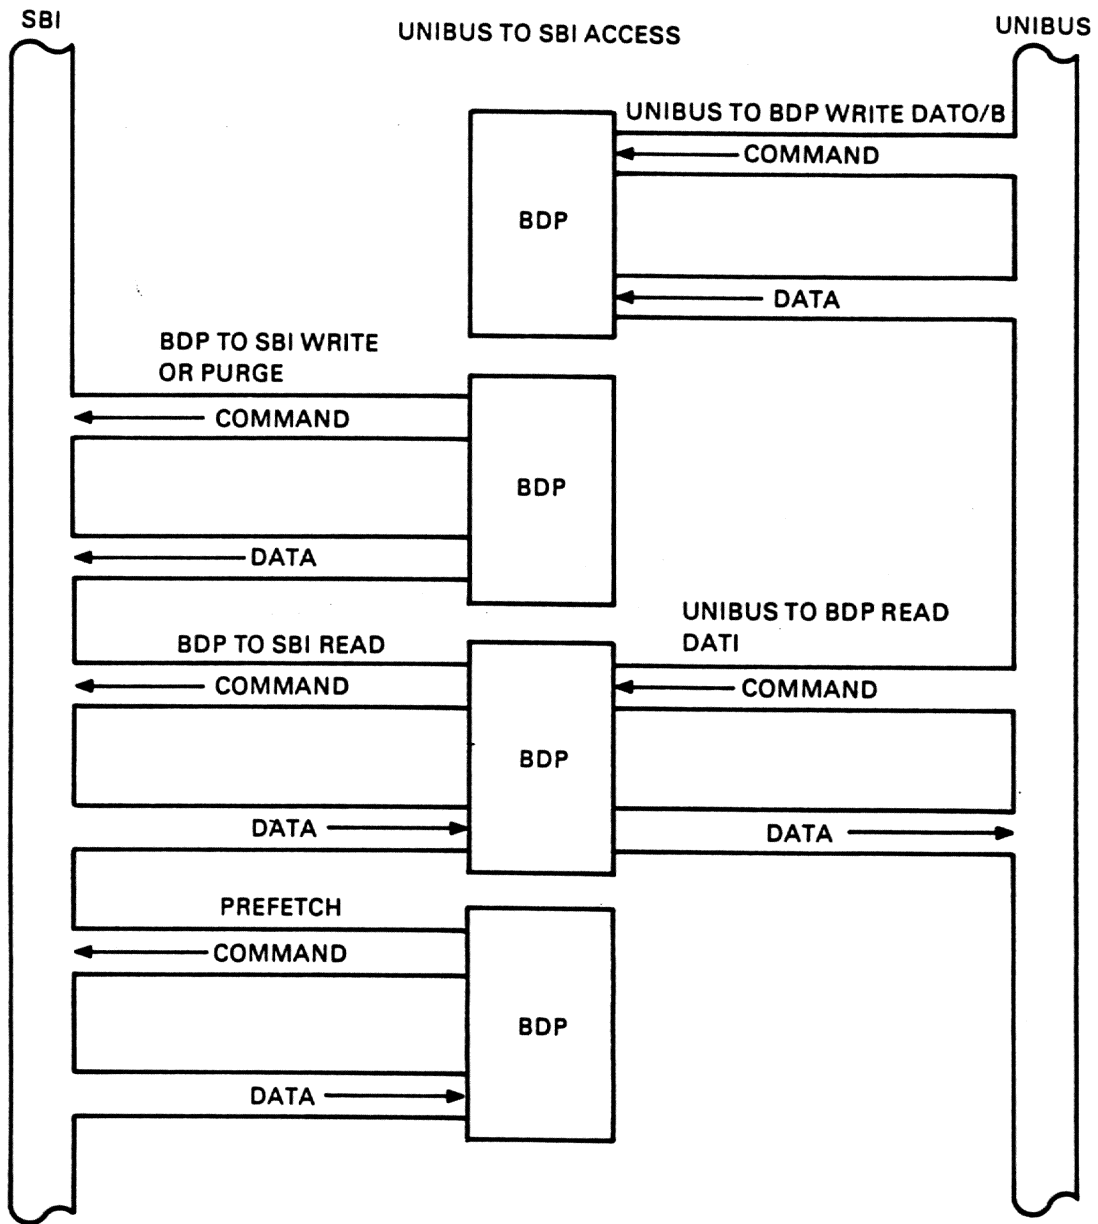 SBI
UNIBUS TO SBI ACCESS
UNIBUS
UNIBUS TO BDP WRITE DATO/B
COMMAND
BDP
DATA
BDP TO SBI WRITE
OR PURGE
COMMAND
BDP
DATA
UNIBUS TO BDP READ
DATI
BDP TO SBI READ
COMMAND
COMMAND
BDP
DATA
DATA
PREFETCH
COMMAND
BDP
DATA